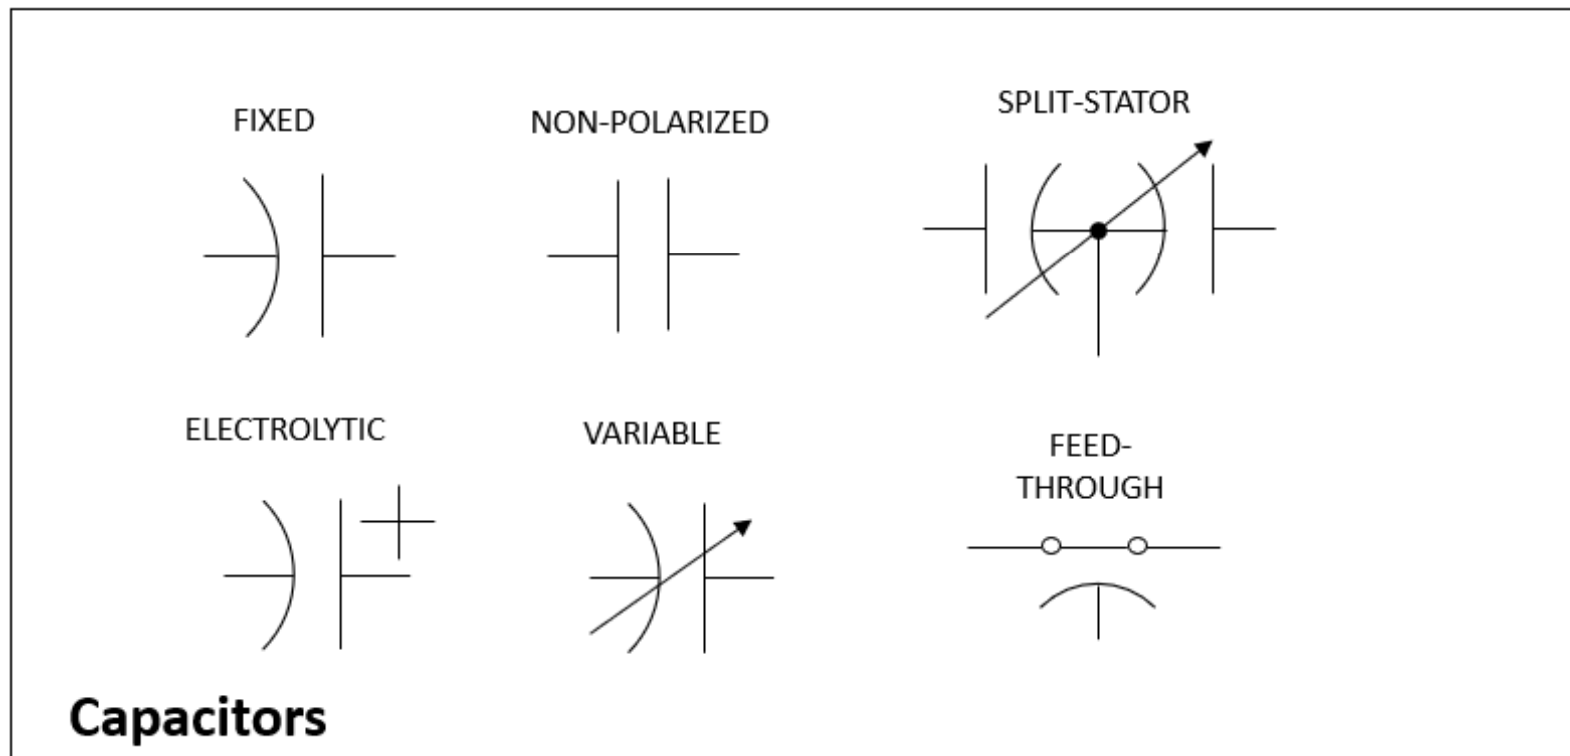 FIXED
NON-POLARIZED
SPLIT-STATOR
ELECTROLYTIC
VARIABLE
FEED-
THROUGH
Capacitors